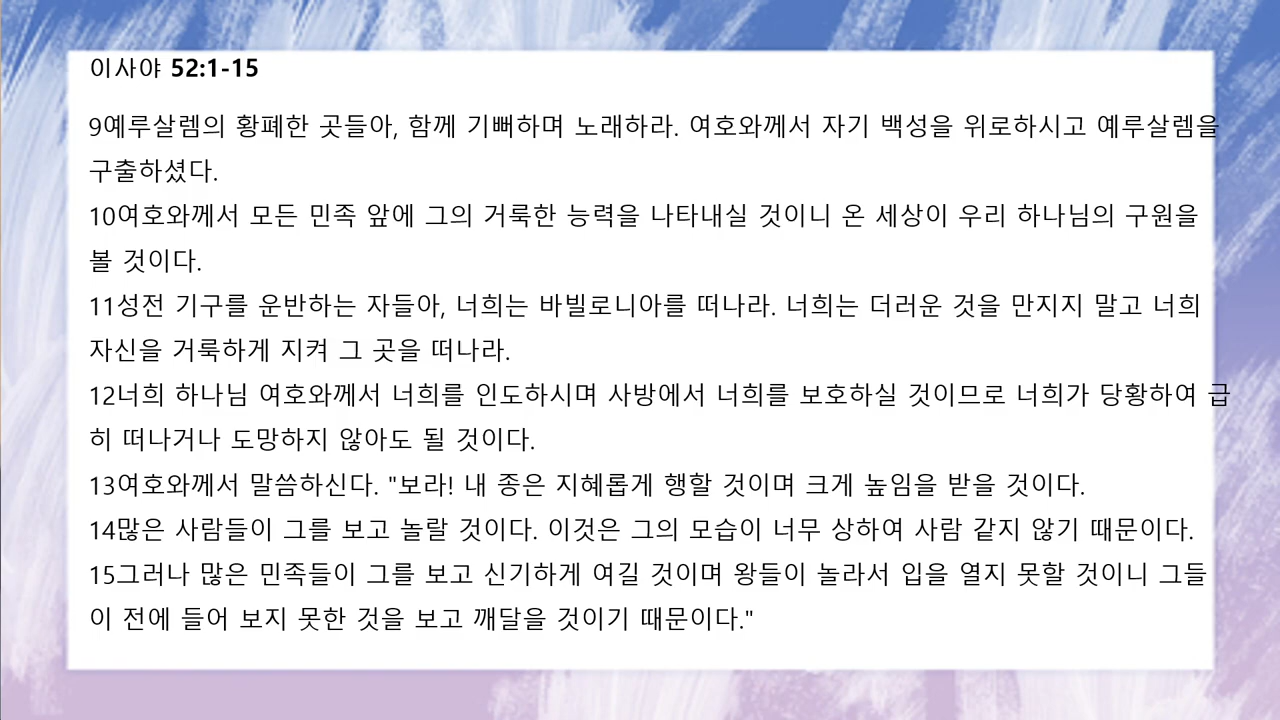 이사야 52:1-15
9예루살렘의 황폐한 곳들아, 함께 기뻐하며 노래하라. 여호와께서 자기 백성을 위로하시고 예루살렘을
구출하셨다.
10여호와께서 모든 민족 앞에 그의 거룩한 능력을 나타내실 것이니 온 세상이 우리 하나님의 구원을
볼 것이다.
11성전 기구를 운반하는 자들아, 너희는 바빌로니아를 떠나라. 너희는 더러운 것을 만지지 말고 너희
자신을 거룩하게 지켜 그 곳을 떠나라.
12너희 하나님 여호와께서 너희를 인도하시며 사방에서 너희를 보호하실 것이므로 너희가 당황하여 급
히 떠나거나 도망하지 않아도 될 것이다.
13여호와께서 말씀하신다. "보라! 내 종은 지혜롭게 행할 것이며 크게 높임을 받을 것이다.
14많은 사람들이 그를 보고 놀랄 것이다. 이것은 그의 모습이 너무 상하여 사람 같지 않기 때문이다.
15그러나 많은 민족들이 그를 보고 신기하게 여길 것이며 왕들이 놀라서 입을 열지 못할 것이니 그들
이 전에 들어 보지 못한 것을 보고 깨달을 것이기 때문이다."